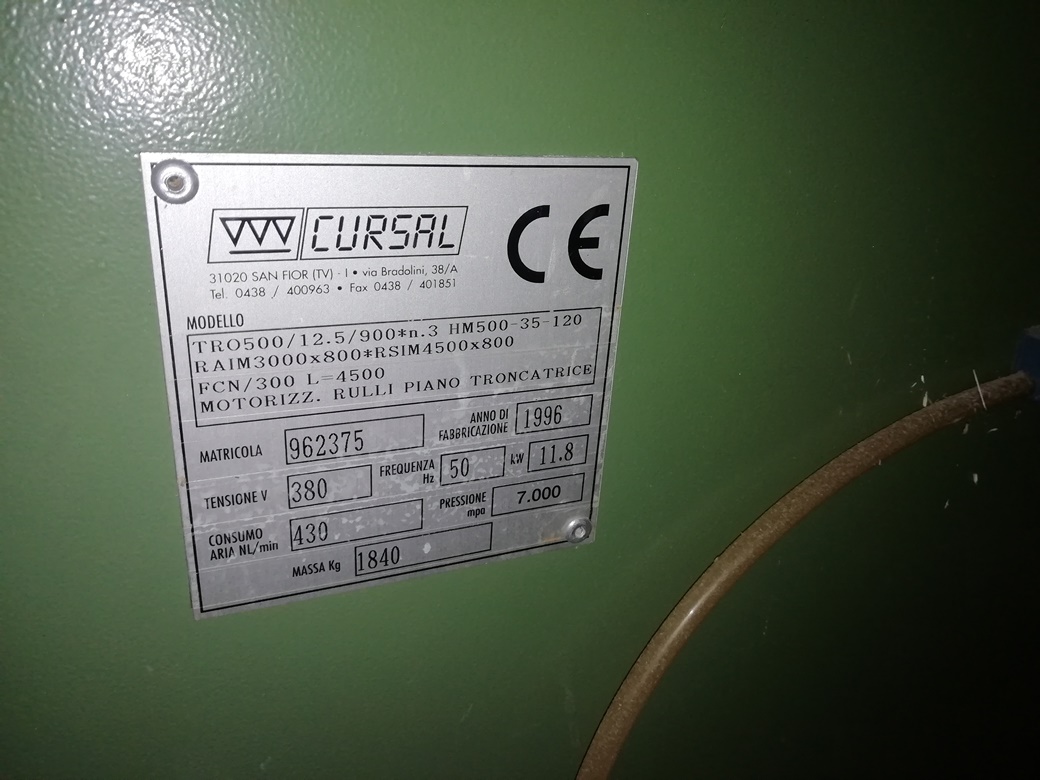 CURSAL
CE
31020 SAN FIOR (TV) - I • via Bradolini, 38/A
Tel. 0438 / 400963 • Fax 0438 / 401851
MODELLO
TRO500/12.5/900*n.3 HM500-35-120
RAIM3000x800*RSIM4500x800
FCN/300 L=4500
MOTORIZZ. RULLI PIANO TRONCATRICE
MATRICOLA 962375 ANNO DI FABBRICAZIONE 1996
TENSIONE V 380 FREQUENZA Hz 50 kW 11.8
CONSUMO ARIA NL/min 430 PRESSIONE mpa 7.000
MASSA Kg 1840